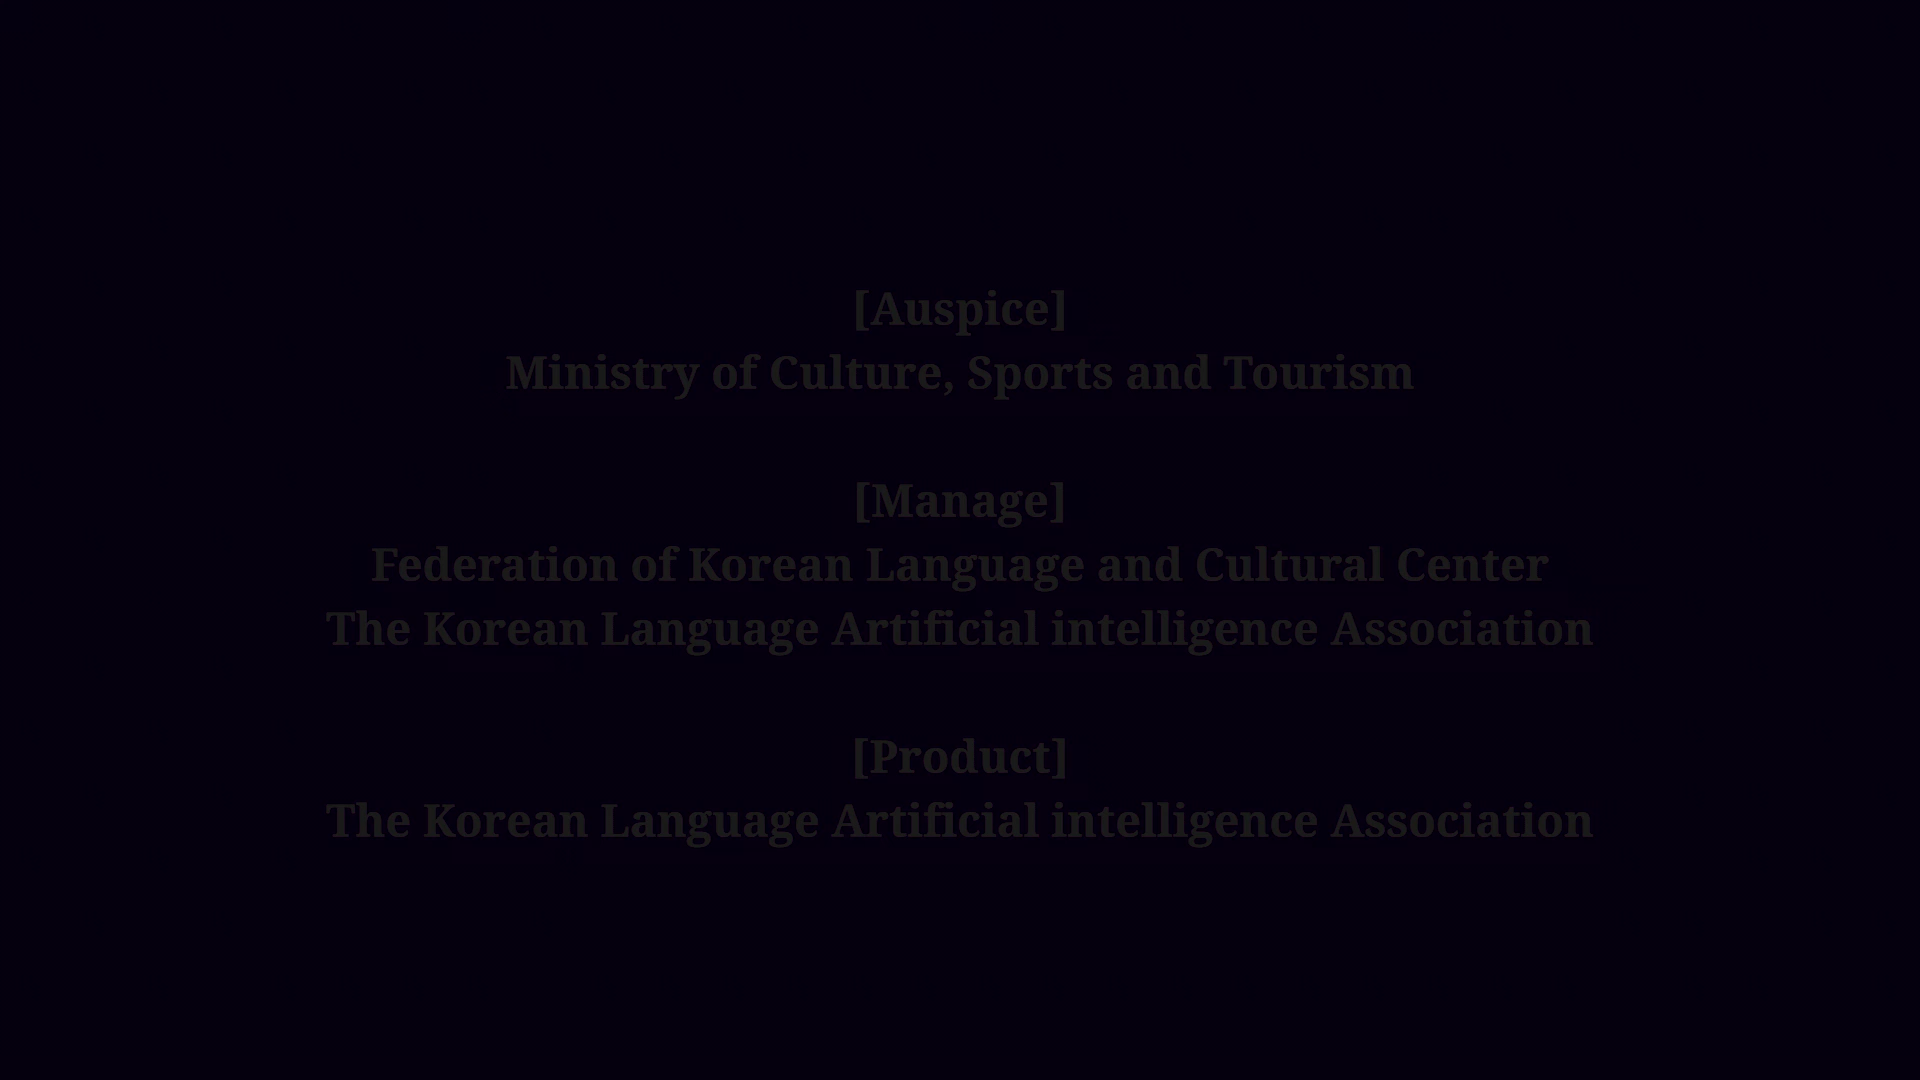 [Auspice]
Ministry of Culture, Sports and Tourism
[Manage]
Federation of Korean Language and Cultural Center
The Korean Language Artificial intelligence Association
[Product]
The Korean Language Artificial intelligence Association